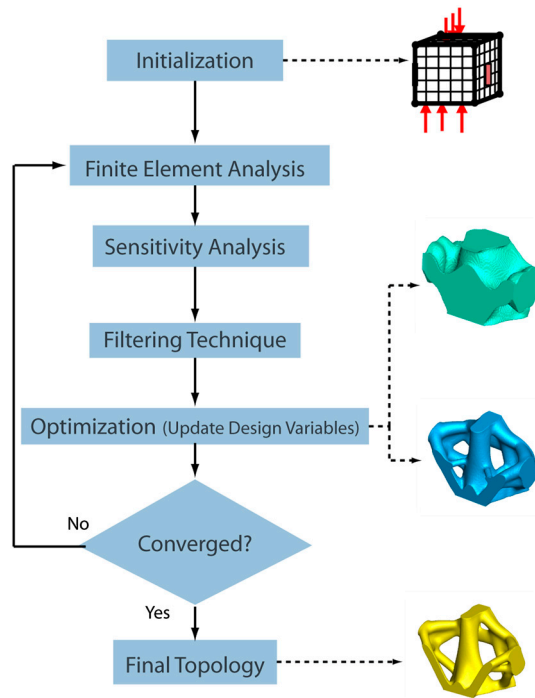 Initialization
Finite Element Analysis
Sensitivity Analysis
Filtering Technique
Optimization (Update Design Variables)
No
Converged?
Yes
Final Topology